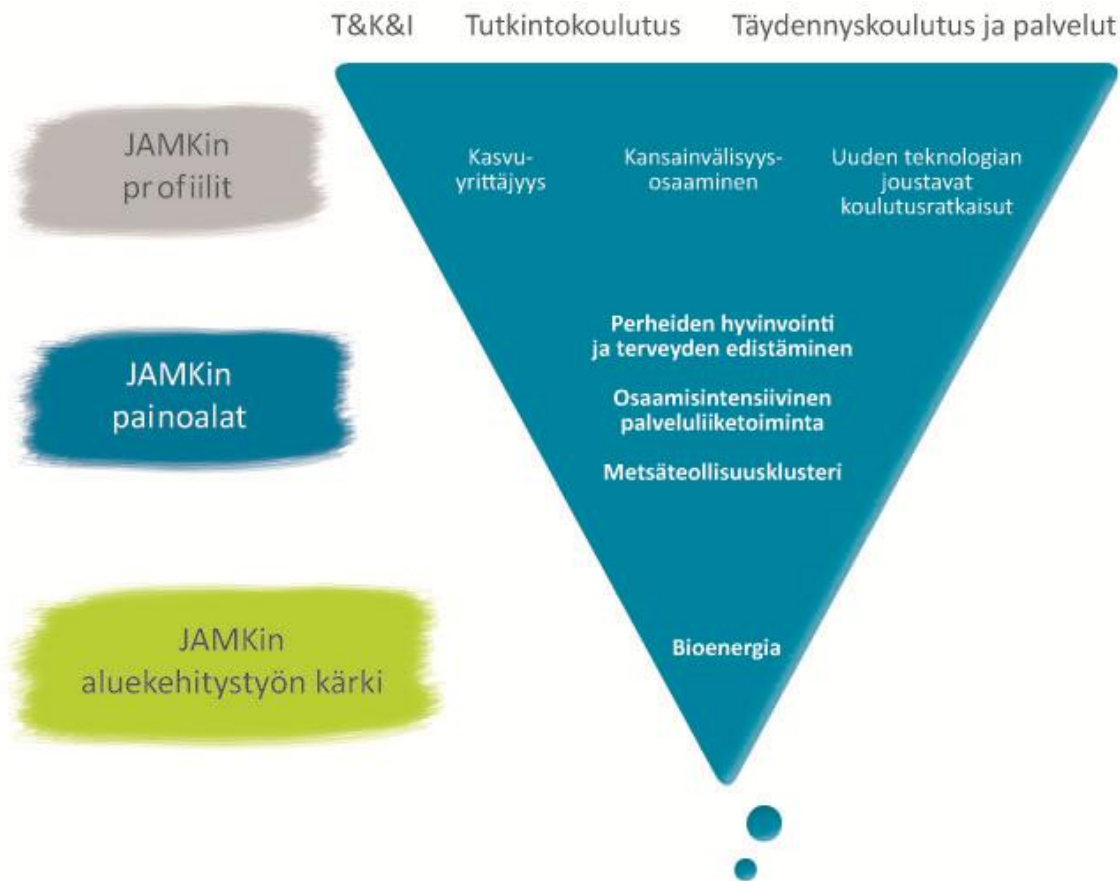 T&K&I Tutkintokoulutus Täydennyskoulutus ja palvelut
JAMKin
profiilit
Kasvu-
yrittäjyys
Kansainvälisyys-
osaaminen
Uuden teknologian
joustavat
koulutusratkaisut
JAMKin
painoalat
Perheiden hyvinvointi
ja terveyden edistäminen
Osaamisintensiivinen
palveluliiketoiminta
Metsäteollisuusklusteri
JAMKin
aluekehitystyön kärki
Bioenergia